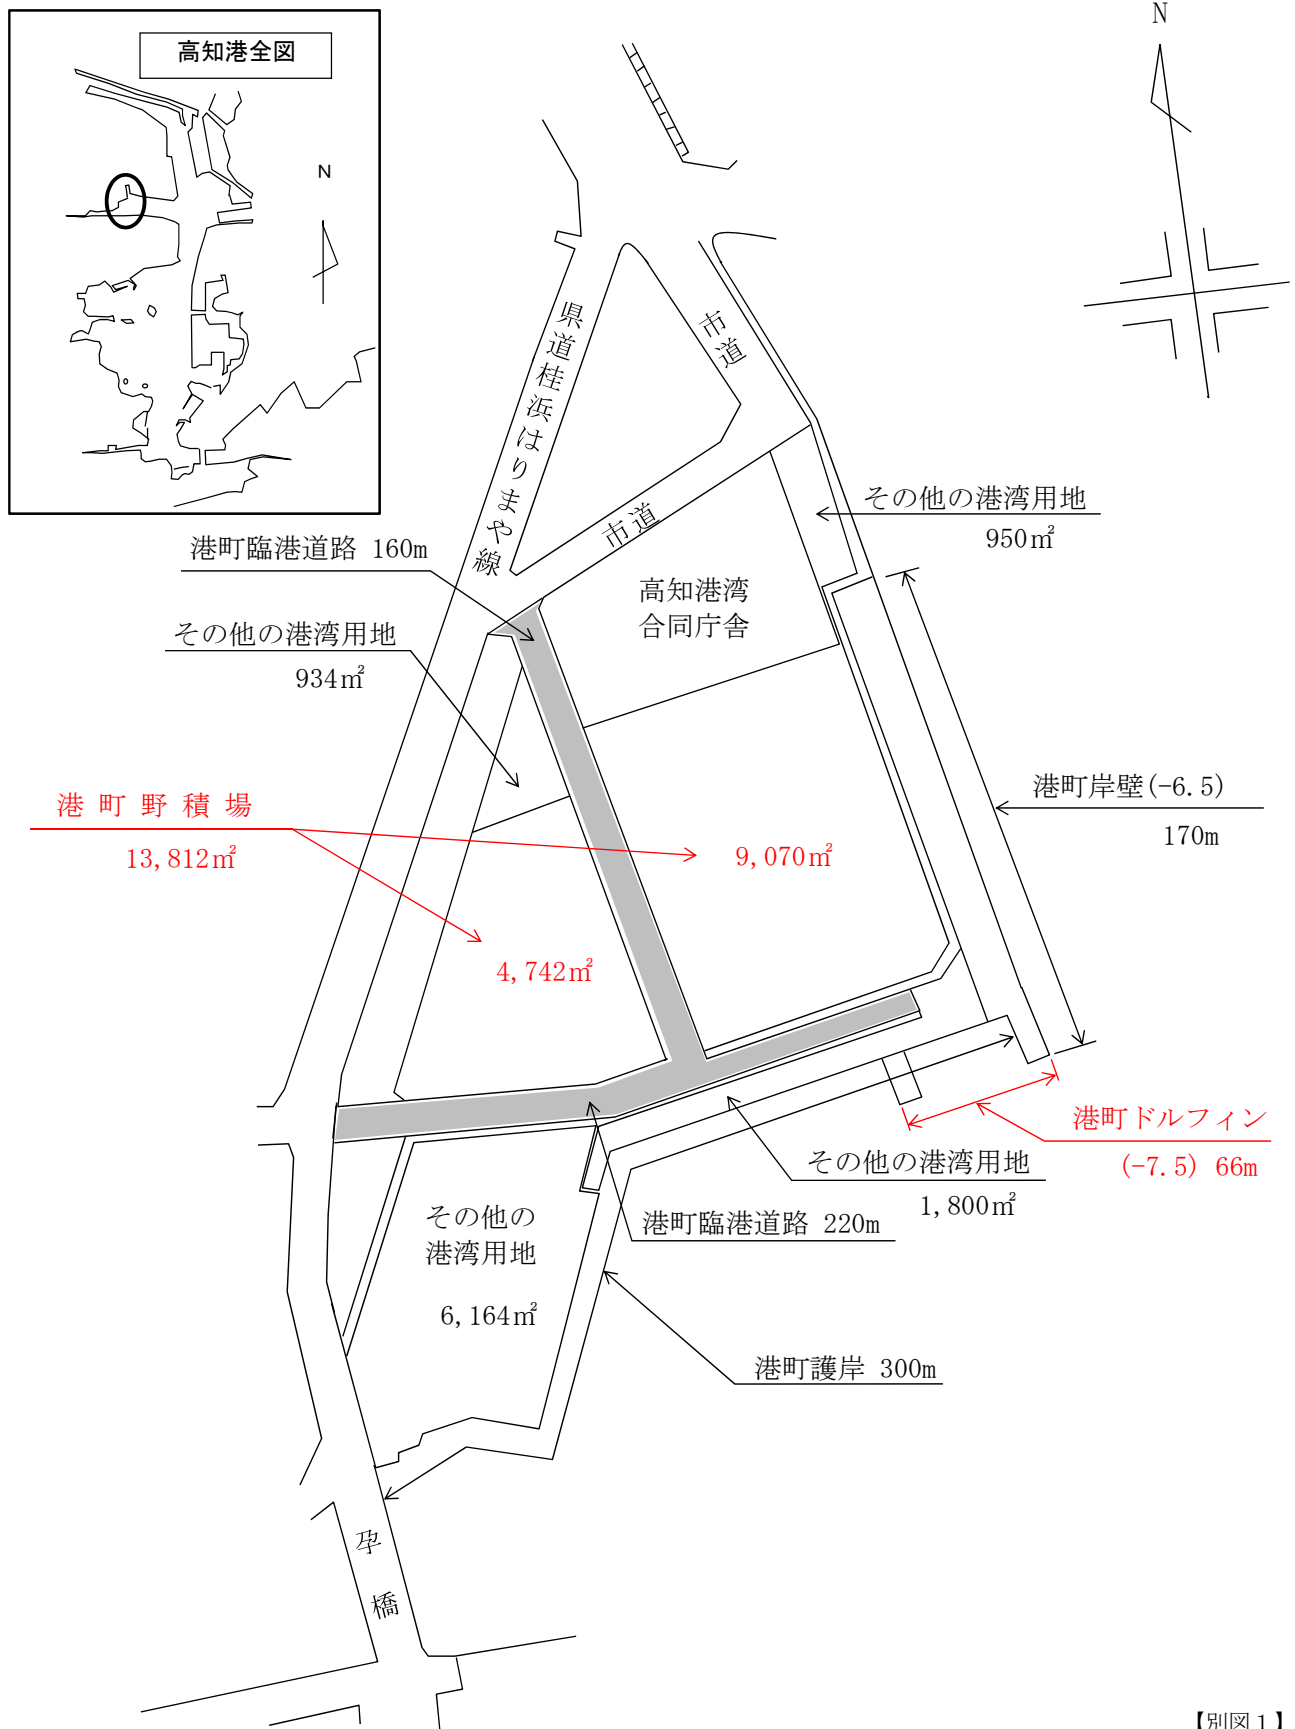 高知港全図
N
N
県道桂浜はりまや線
市道
市道
その他の港湾用地
950㎡
港町臨港道路 160m
高知港湾
合同庁舎
その他の港湾用地
934㎡
港町野積場
13,812㎡
9,070㎡
4,742㎡
港町岸壁(-6.5)
170m
港町ドルフィン
(-7.5) 66m
その他の港湾用地
1,800㎡
港町臨港道路 220m
その他の
港湾用地
6,164㎡
港町護岸 300m
孕橋
【別図１】